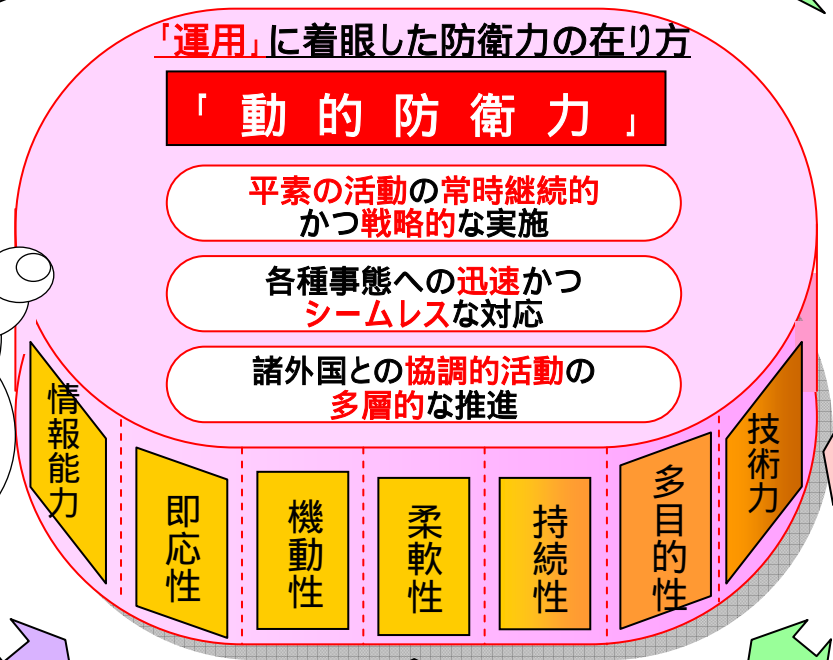 「運用」に着眼した防衛力の在り方
「動的防衛力」
平素の活動の常時継続的
かつ戦略的な実施
各種事態への迅速かつ
シームレスな対応
諸外国との協調的活動の
多層的な推進
情報能力
即応性
機動性
柔軟性
持続性
多目的性
技術力